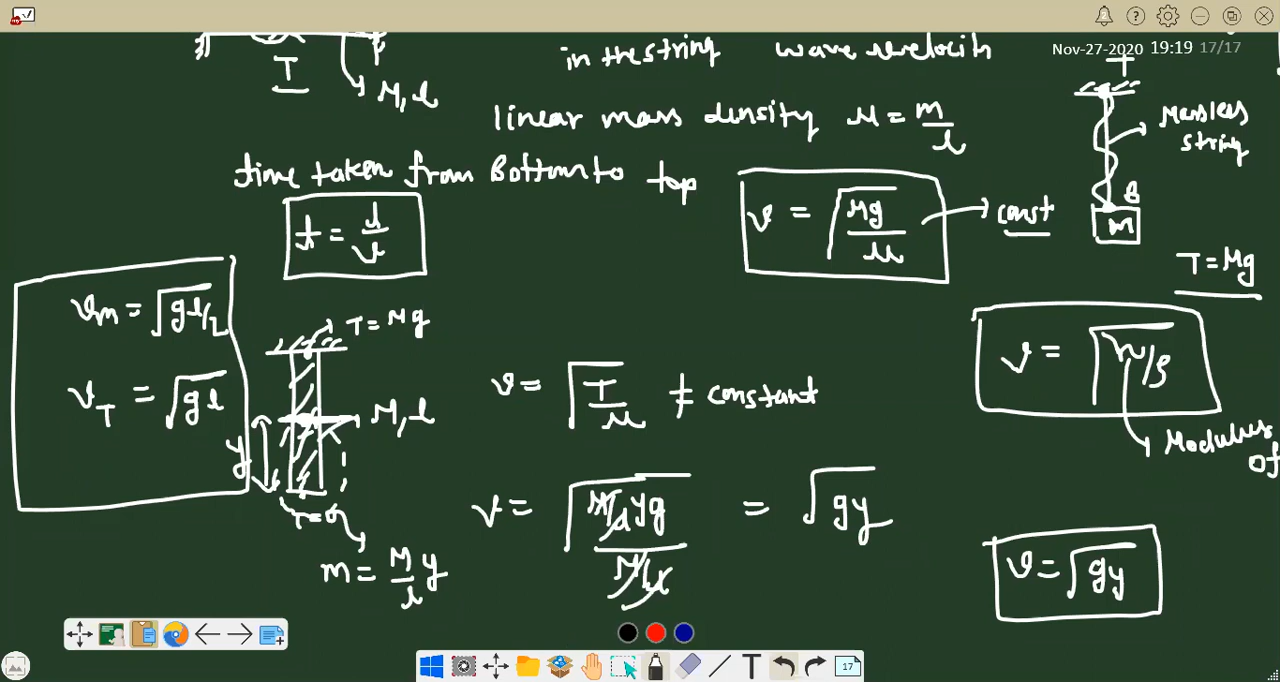 Nov-27-2020 19:19 17/17
in the string wave velocity
T
T
M, l
linear mass density μ = m/l
Massless string
time taken from Bottom to top
v = √(Mg/μ) → const
B
M
t = l/v
T = Mg
v_m = √(gl/2)
T = Mg
v = √(η/ρ)
v_T = √(gl)
M, l
v = √(T/μ) ≠ constant
Modulus of
y
v = √((M/l yg)/(M/l)) = √(gy)
T=0
m = M/l y
v = √(gy)
17